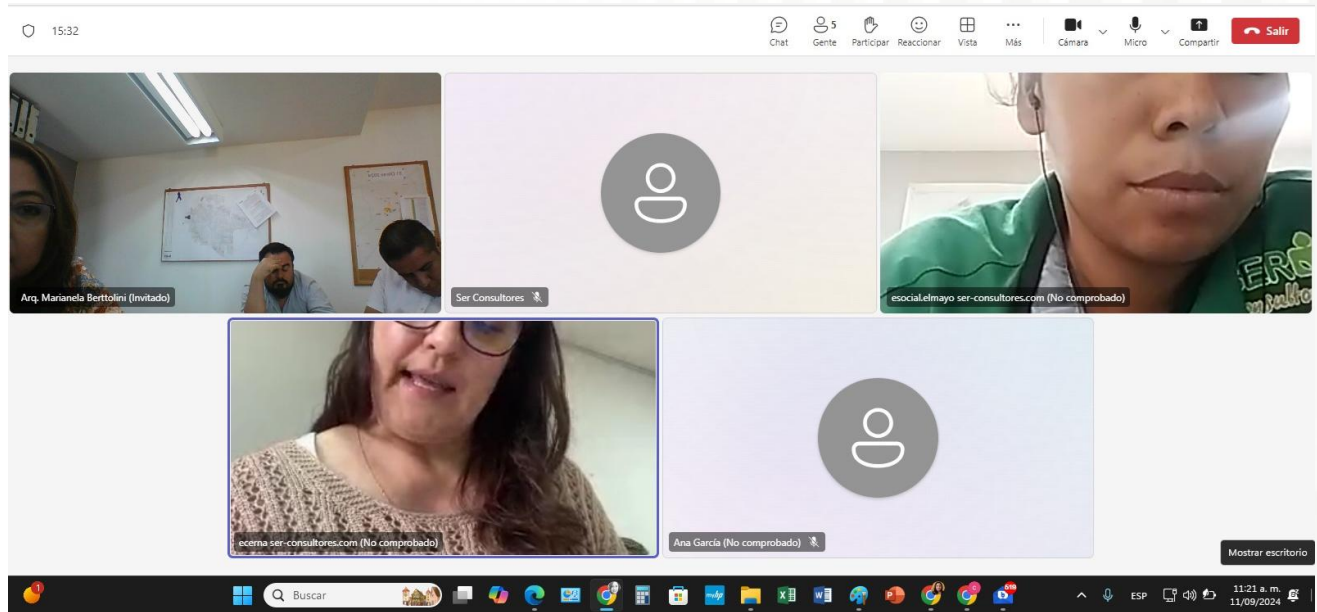 15:32
Chat
5
Gente
Participar
Reaccionar
Vista
Más
Cámara
Micro
Compartir
Salir
Arq. Marianela Berttolini (Invitado)
Ser Consultores
esocial.elmayo ser-consultores.com (No comprobado)
ecerna ser-consultores.com (No comprobado)
Ana García (No comprobado)
Mostrar escritorio
1
Buscar
ESP
11:21 a. m.
11/09/2024